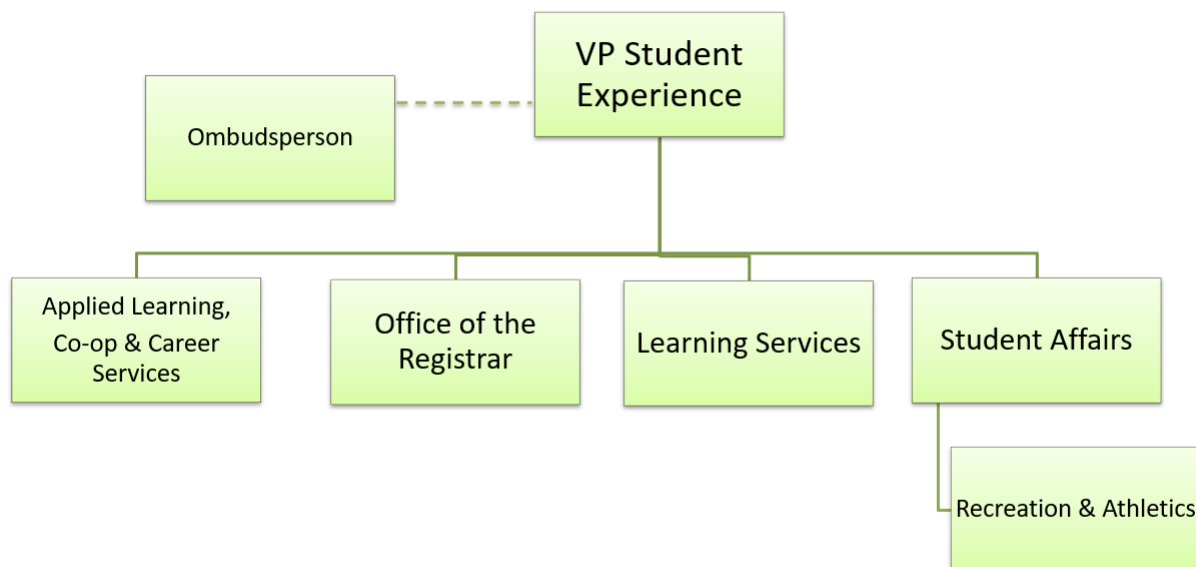 VP Student
Experience
Ombudsperson
Applied Learning,
Co-op & Career
Services
Office of the
Registrar
Learning Services
Student Affairs
Recreation & Athletics